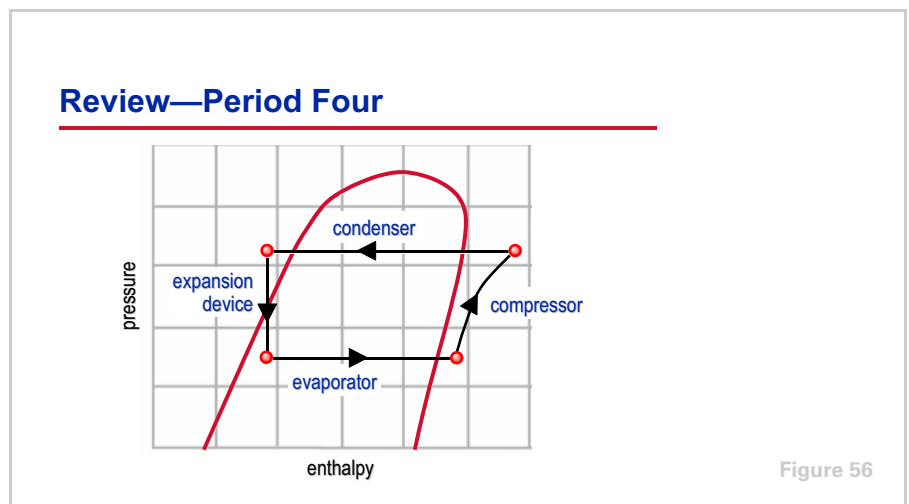 Review—Period Four
condenser
expansion
device
compressor
evaporator
pressure
enthalpy
Figure 56